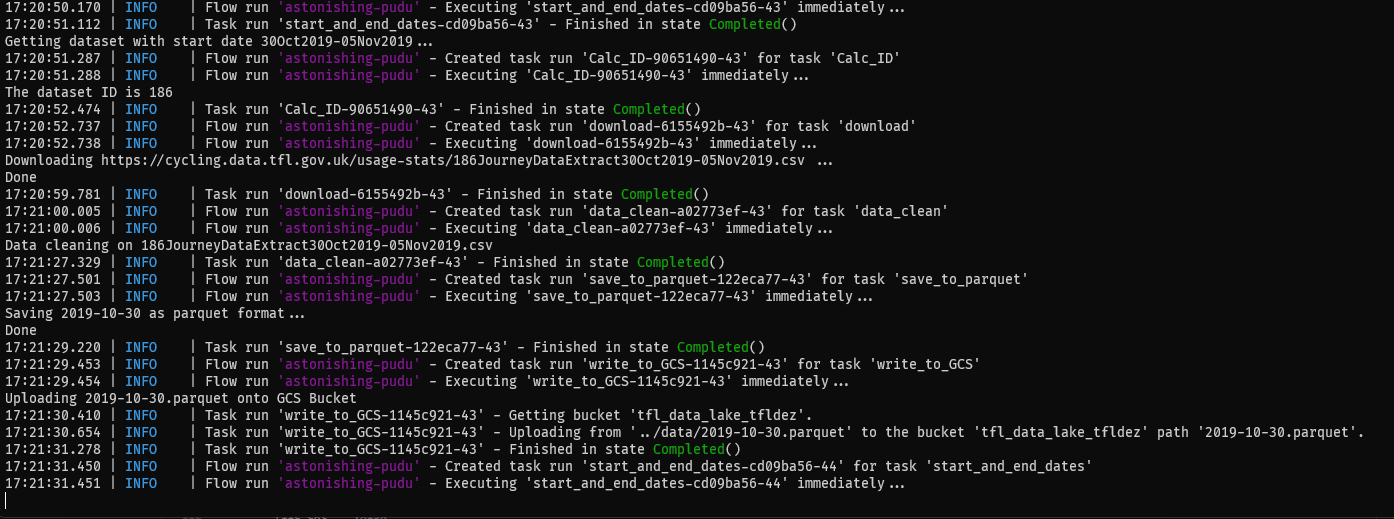 17:20:50.170 | INFO    | Flow run 'astonishing-pudu' - Executing 'start_and_end_dates-cd09ba56-43' immediately...
17:20:51.112 | INFO    | Task run 'start_and_end_dates-cd09ba56-43' - Finished in state Completed()
Getting dataset with start date 30Oct2019-05Nov2019...
17:20:51.287 | INFO    | Flow run 'astonishing-pudu' - Created task run 'Calc_ID-90651490-43' for task 'Calc_ID'
17:20:51.288 | INFO    | Flow run 'astonishing-pudu' - Executing 'Calc_ID-90651490-43' immediately...
The dataset ID is 186
17:20:52.474 | INFO    | Task run 'Calc_ID-90651490-43' - Finished in state Completed()
17:20:52.737 | INFO    | Flow run 'astonishing-pudu' - Created task run 'download-6155492b-43' for task 'download'
17:20:52.738 | INFO    | Flow run 'astonishing-pudu' - Executing 'download-6155492b-43' immediately...
Downloading https://cycling.data.tfl.gov.uk/usage-stats/186JourneyDataExtract30Oct2019-05Nov2019.csv ...
Done
17:20:59.781 | INFO    | Task run 'download-6155492b-43' - Finished in state Completed()
17:21:00.005 | INFO    | Flow run 'astonishing-pudu' - Created task run 'data_clean-a02773ef-43' for task 'data_clean'
17:21:00.006 | INFO    | Flow run 'astonishing-pudu' - Executing 'data_clean-a02773ef-43' immediately...
Data cleaning on 186JourneyDataExtract30Oct2019-05Nov2019.csv
17:21:27.329 | INFO    | Task run 'data_clean-a02773ef-43' - Finished in state Completed()
17:21:27.501 | INFO    | Flow run 'astonishing-pudu' - Created task run 'save_to_parquet-122eca77-43' for task 'save_to_parquet'
17:21:27.503 | INFO    | Flow run 'astonishing-pudu' - Executing 'save_to_parquet-122eca77-43' immediately...
Saving 2019-10-30 as parquet format...
Done
17:21:29.220 | INFO    | Task run 'save_to_parquet-122eca77-43' - Finished in state Completed()
17:21:29.453 | INFO    | Flow run 'astonishing-pudu' - Created task run 'write_to_GCS-1145c921-43' for task 'write_to_GCS'
17:21:29.454 | INFO    | Flow run 'astonishing-pudu' - Executing 'write_to_GCS-1145c921-43' immediately...
Uploading 2019-10-30.parquet onto GCS Bucket
17:21:30.410 | INFO    | Task run 'write_to_GCS-1145c921-43' - Getting bucket 'tfl_data_lake_tfldez'.
17:21:30.654 | INFO    | Task run 'write_to_GCS-1145c921-43' - Uploading from '../data/2019-10-30.parquet' to the bucket 'tfl_data_lake_tfldez' path '2019-10-30.parquet'.
17:21:31.278 | INFO    | Task run 'write_to_GCS-1145c921-43' - Finished in state Completed()
17:21:31.450 | INFO    | Flow run 'astonishing-pudu' - Created task run 'start_and_end_dates-cd09ba56-44' for task 'start_and_end_dates'
17:21:31.451 | INFO    | Flow run 'astonishing-pudu' - Executing 'start_and_end_dates-cd09ba56-44' immediately...